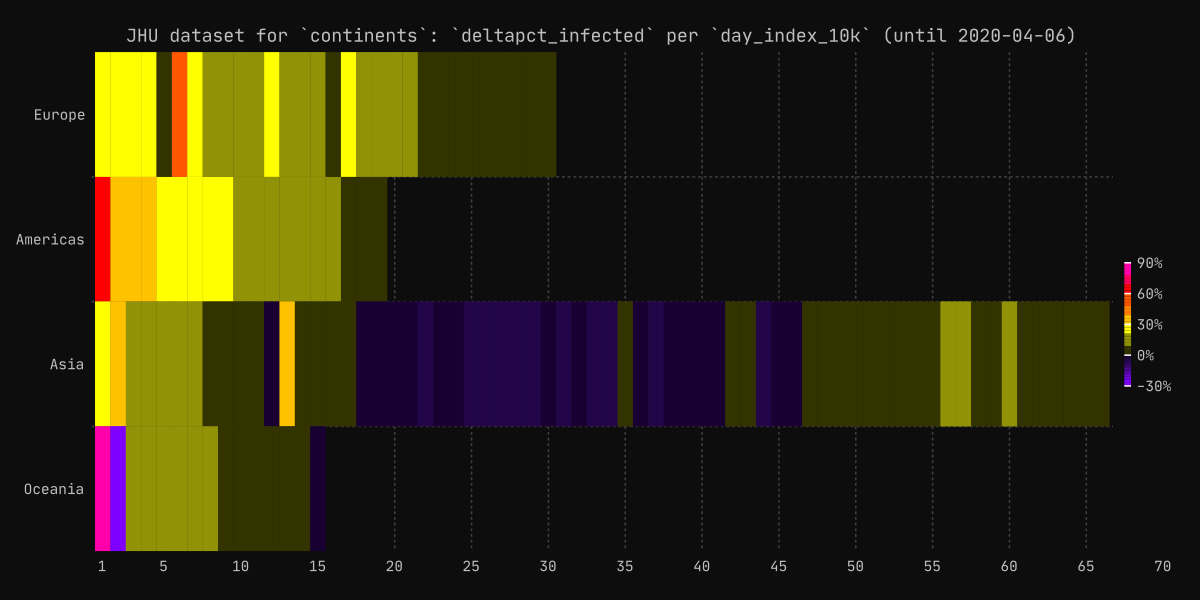 JHU dataset for `continents`: `deltapct_infected` per `day_index_10k` (until 2020-04-06)
Europe
Americas
Asia
Oceania
90%
60%
30%
0%
-30%
1 5 10 15 20 25 30 35 40 45 50 55 60 65 70